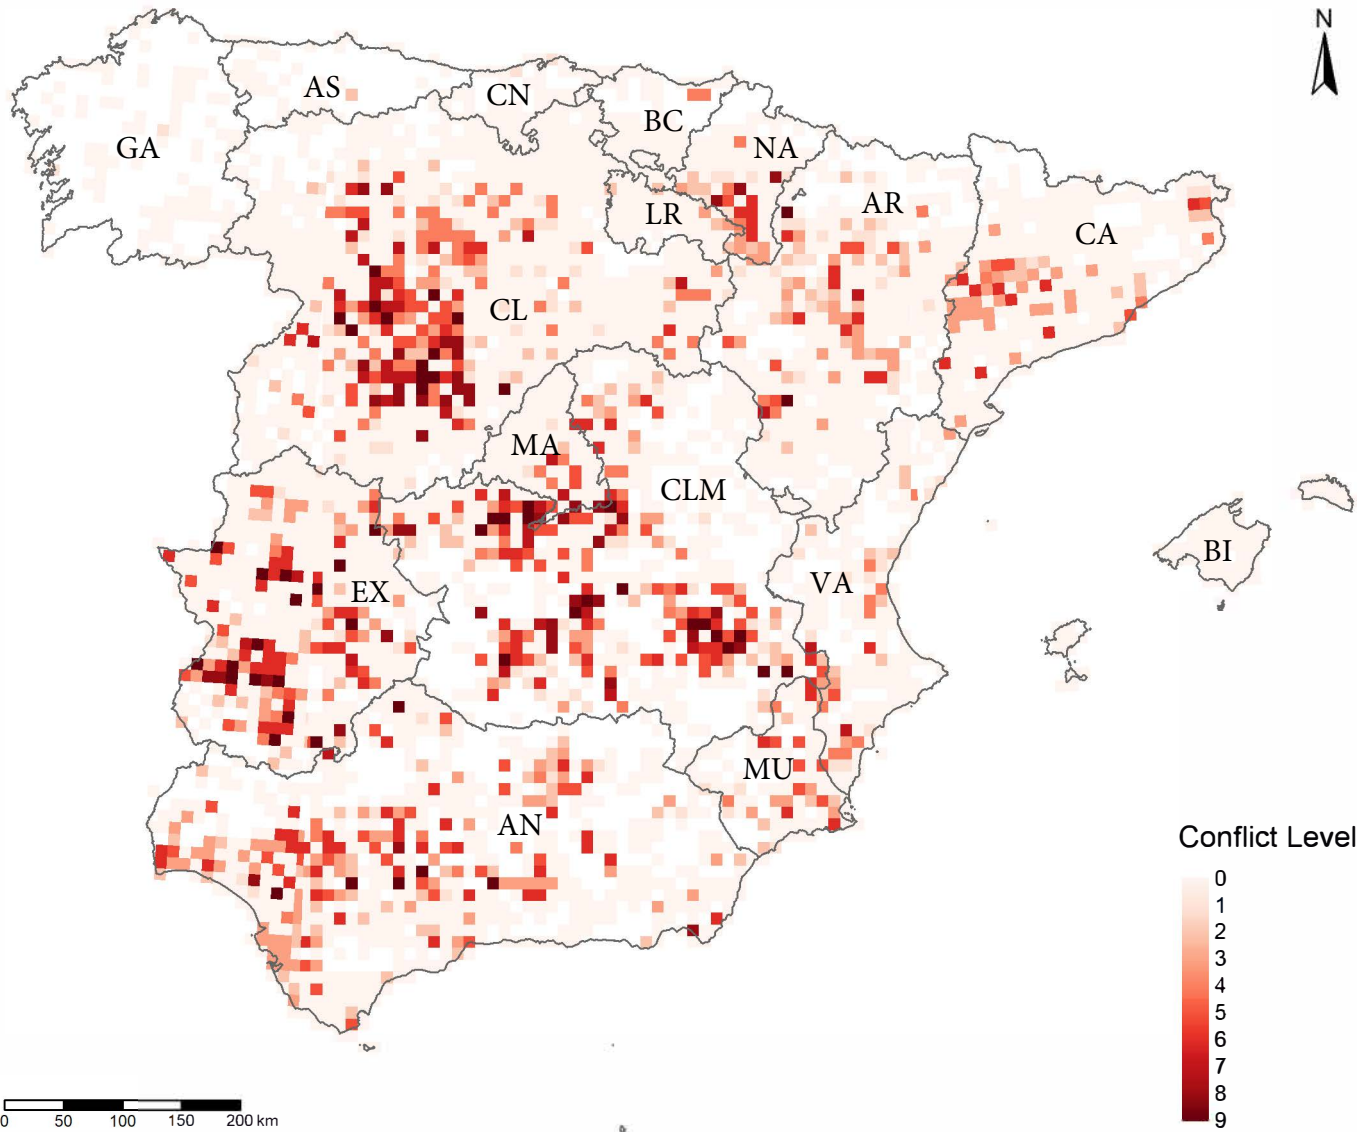 N
AS
CN
BC
GA
NA
AR
LR
CA
CL
MA
CLM
BI
EX
VA
MU
AN
Conflict Level
0
1
2
3
4
5
6
7
8
9
0 50 100 150 200 km